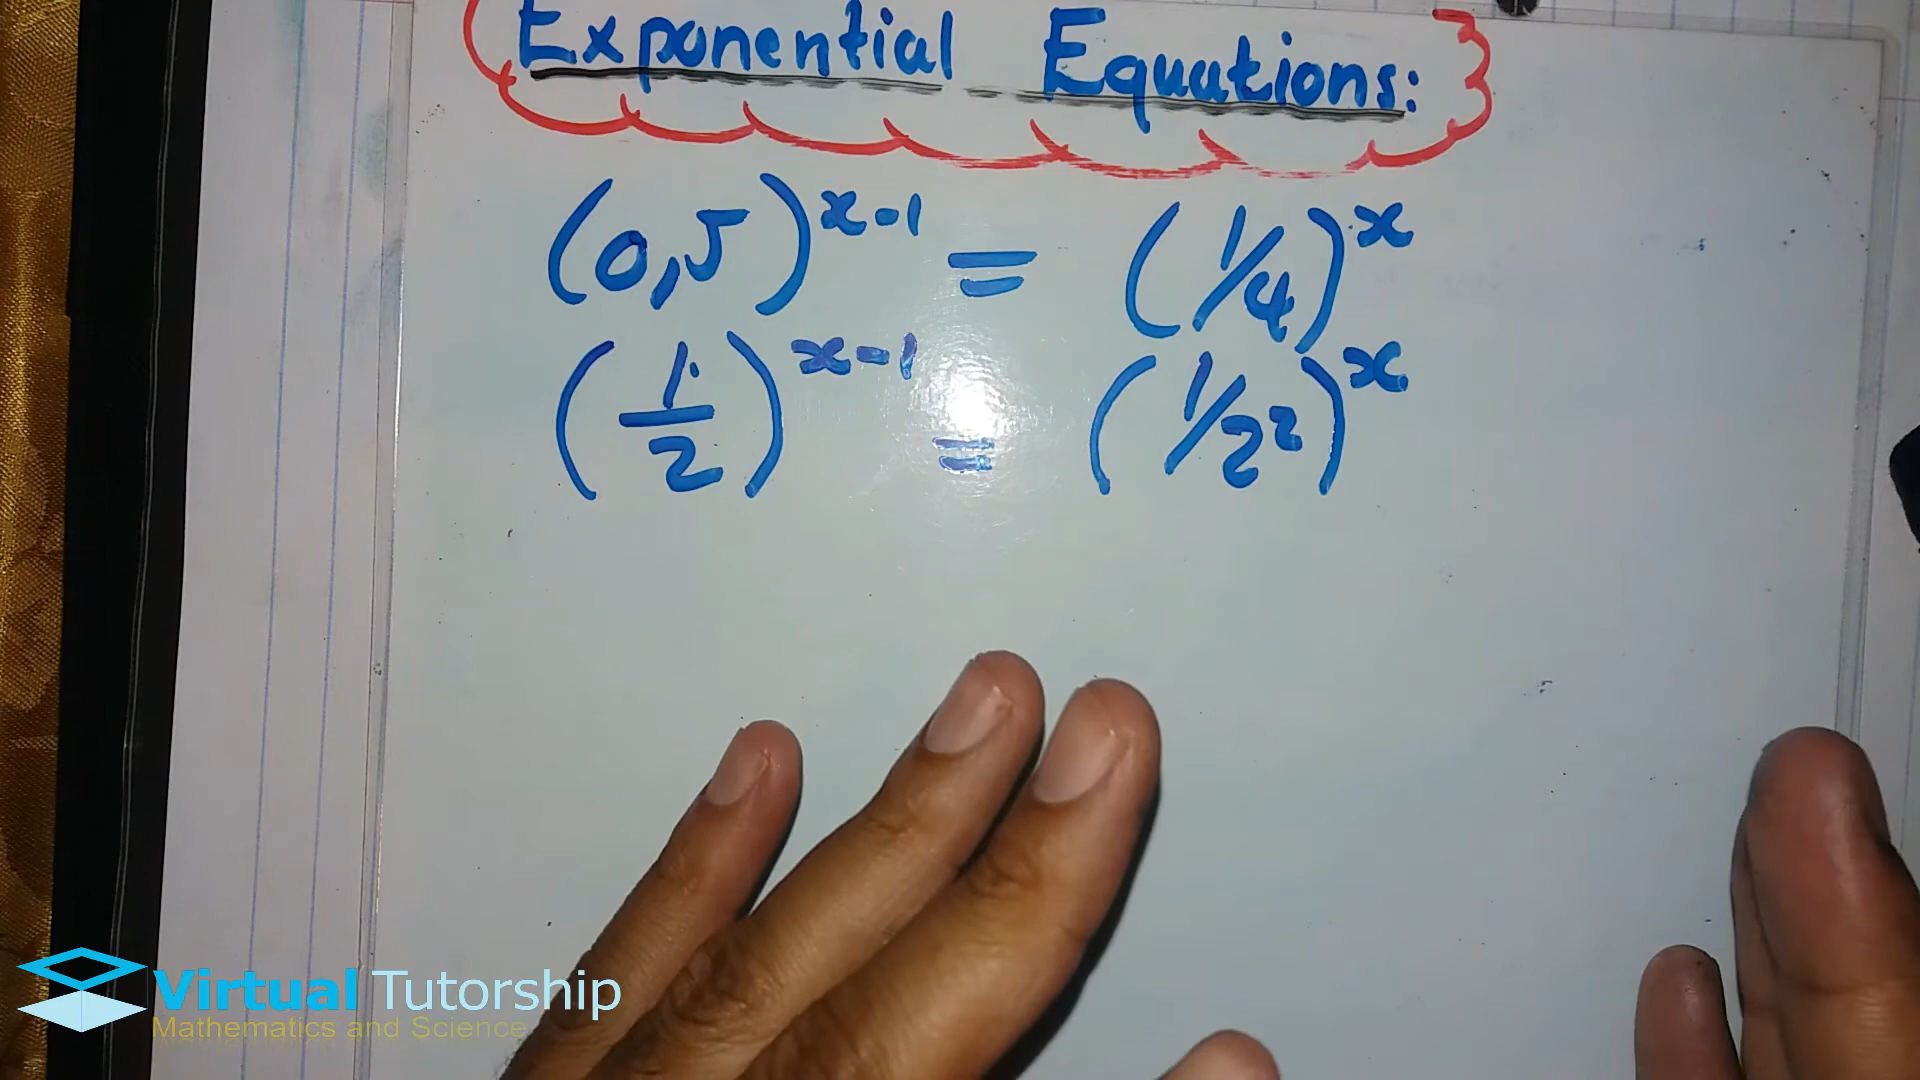 Exponential Equations:
(0,5)^{x-1} = (1/4)^x
(1/2)^{x-1} = (1/2²)^x
Virtual Tutorship
Mathematics and Science